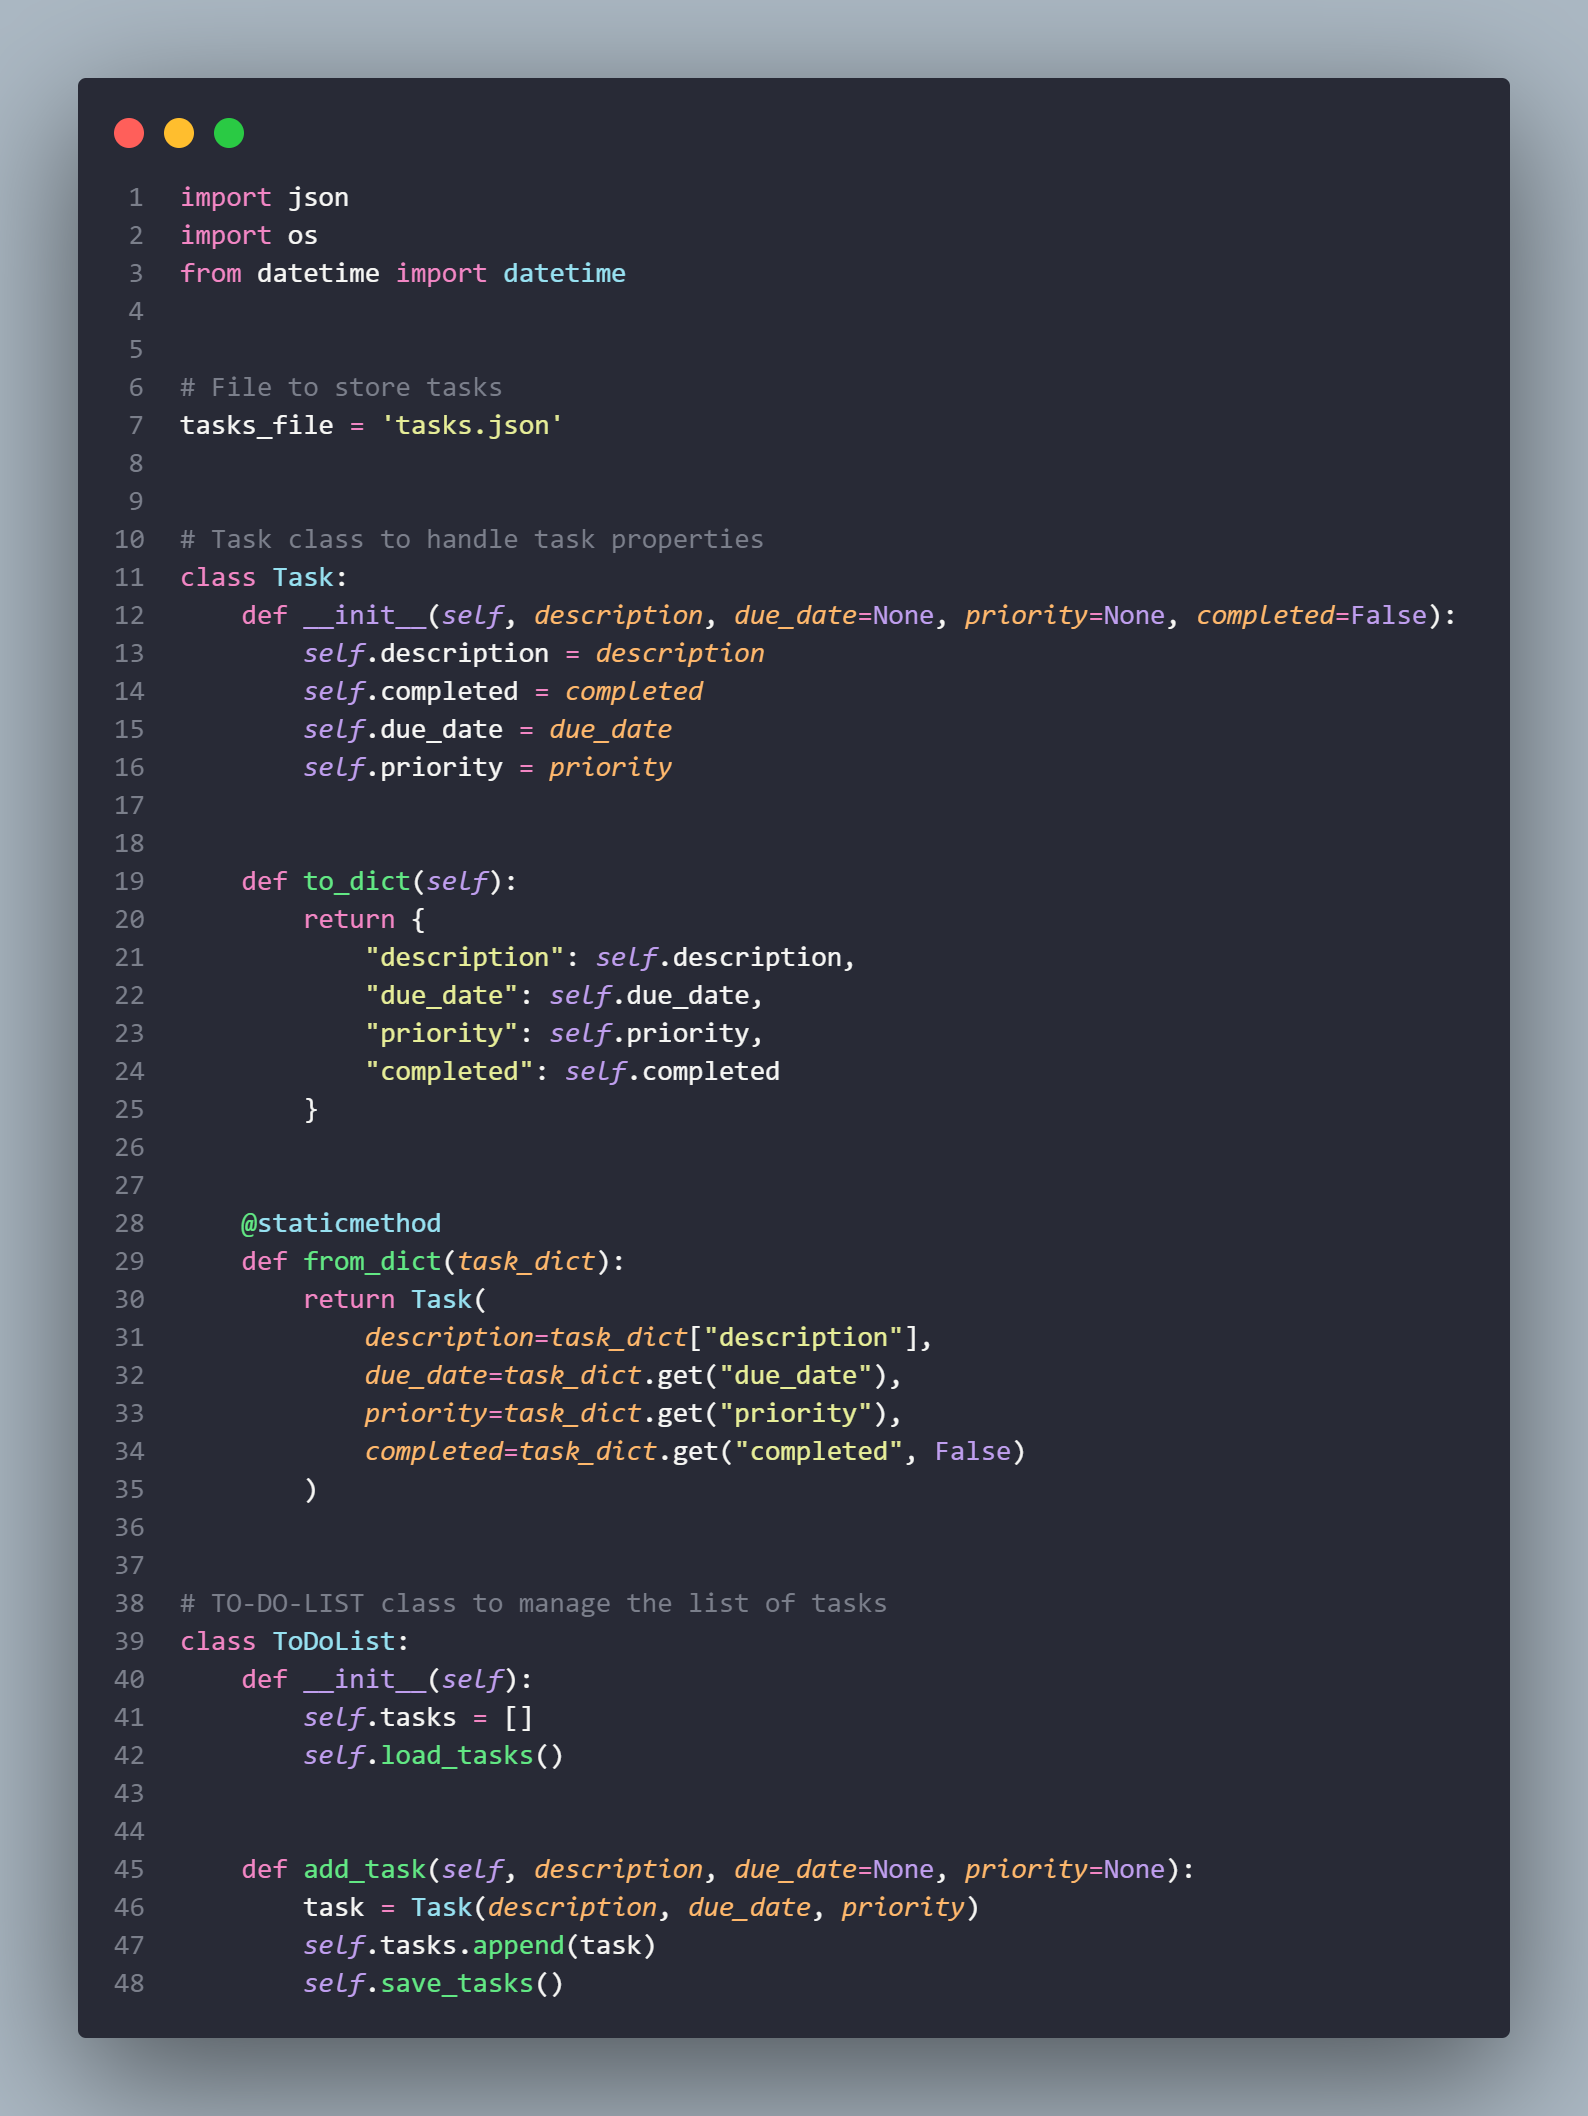 1 import json
2 import os
3 from datetime import datetime
4
5
6 # File to store tasks
7 tasks_file = 'tasks.json'
8
9
10 # Task class to handle task properties
11 class Task:
12     def __init__(self, description, due_date=None, priority=None, completed=False):
13         self.description = description
14         self.completed = completed
15         self.due_date = due_date
16         self.priority = priority
17
18
19     def to_dict(self):
20         return {
21             "description": self.description,
22             "due_date": self.due_date,
23             "priority": self.priority,
24             "completed": self.completed
25         }
26
27
28     @staticmethod
29     def from_dict(task_dict):
30         return Task(
31             description=task_dict["description"],
32             due_date=task_dict.get("due_date"),
33             priority=task_dict.get("priority"),
34             completed=task_dict.get("completed", False)
35         )
36
37
38 # TO-DO-LIST class to manage the list of tasks
39 class ToDoList:
40     def __init__(self):
41         self.tasks = []
42         self.load_tasks()
43
44
45     def add_task(self, description, due_date=None, priority=None):
46         task = Task(description, due_date, priority)
47         self.tasks.append(task)
48         self.save_tasks()